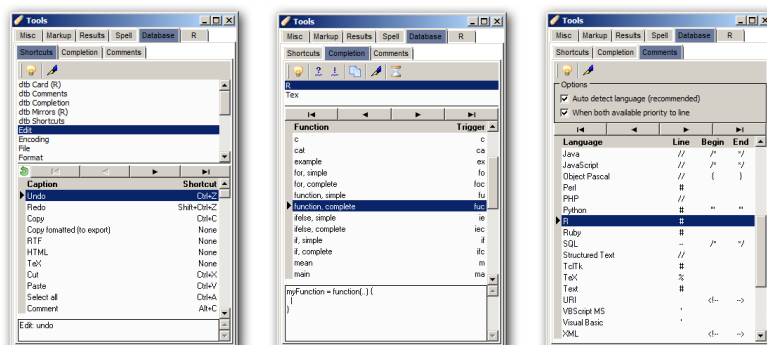 Tools
Misc Markup Results Spell Database R
Shortcuts Completion Comments
dtb Card (R)
dtb Comments
dtb Completion
dtb Mirrors (R)
dtb Shortcuts
Edit
Encoding
File
Format
Caption Shortcut
Undo Ctrl+Z
Redo Shift+Ctrl+Z
Copy Ctrl+C
Copy fomatted (to export) None
RTF None
HTML None
TeX None
Cut Ctrl+X
Paste Ctrl+V
Select all Ctrl+A
Comment Alt+C
Edit: undo
Tools
Misc Markup Results Spell Database R
Shortcuts Completion Comments
R
Tex
Function Trigger
c c
cat ca
example ex
for, simple fo
for, complete foc
function, simple fu
function, complete fuc
ifelse, simple ie
ifelse, complete iec
if, simple if
if, complete ifc
mean m
main ma
myFunction = function(..) {
|
}
Tools
Misc Markup Results Spell Database R
Shortcuts Completion Comments
Options
Auto detect language (recommended)
When both available priority to line
Language Line Begin End
Java // /* */
JavaScript // /* */
Object Pascal // { }
Perl #
PHP //
Python # ''' '''
R #
Ruby #
SQL -- /* */
Structured Text //
TclTk #
TeX %
Text #
URI <!-- -->
VBScript MS '
Visual Basic '
XML <!-- -->